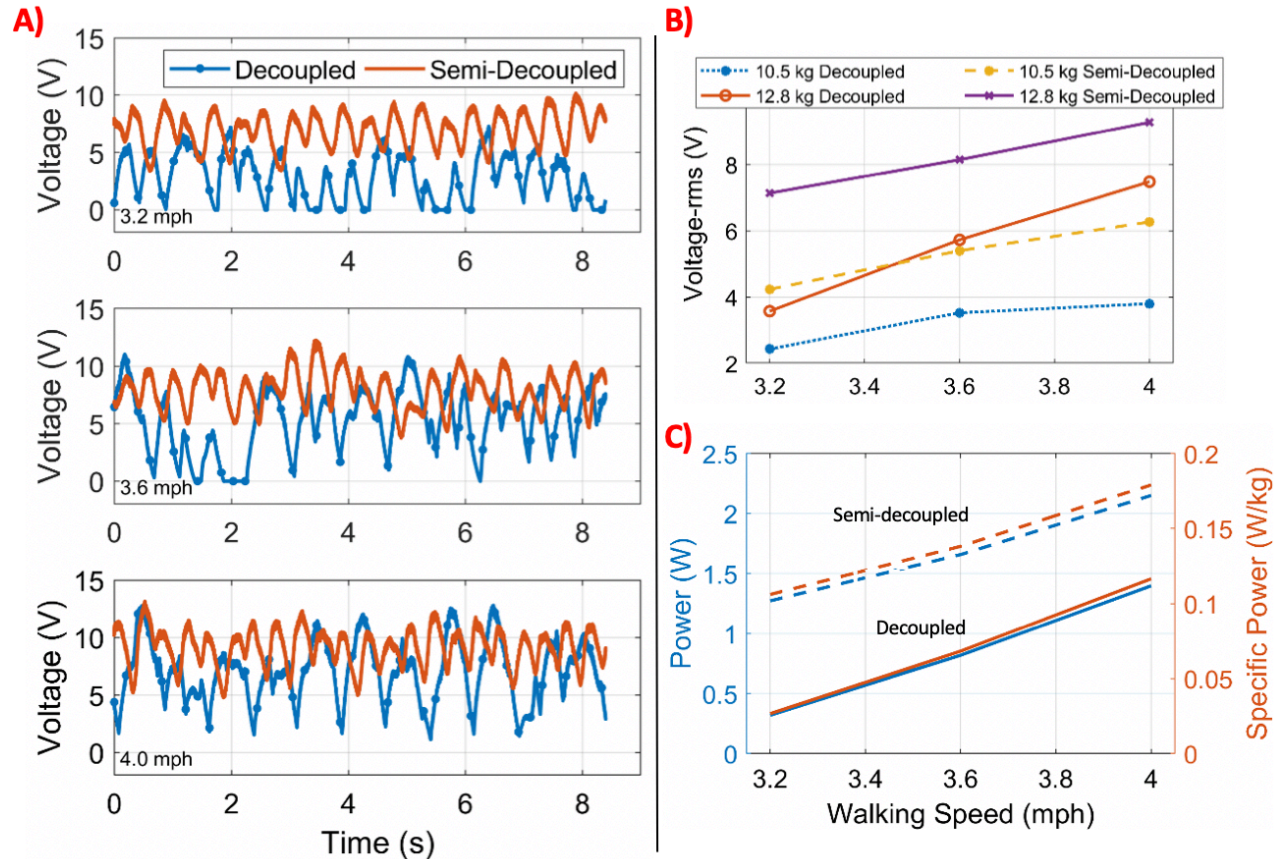 A)
15
10
5
0
Voltage (V)
Decoupled
Semi-Decoupled
3.2 mph
0 2 4 6 8
15
10
5
0
Voltage (V)
3.6 mph
0 2 4 6 8
15
10
5
0
Voltage (V)
4.0 mph
0 2 4 6 8
Time (s)
B)
10.5 kg Decoupled
10.5 kg Semi-Decoupled
12.8 kg Decoupled
12.8 kg Semi-Decoupled
8
6
4
2
Voltage-rms (V)
3.2 3.4 3.6 3.8 4
C)
2.5
2
1.5
1
0.5
0
Power (W)
Semi-decoupled
Decoupled
0.2
0.15
0.1
0.05
0
Specific Power (W/kg)
3.2 3.4 3.6 3.8 4
Walking Speed (mph)